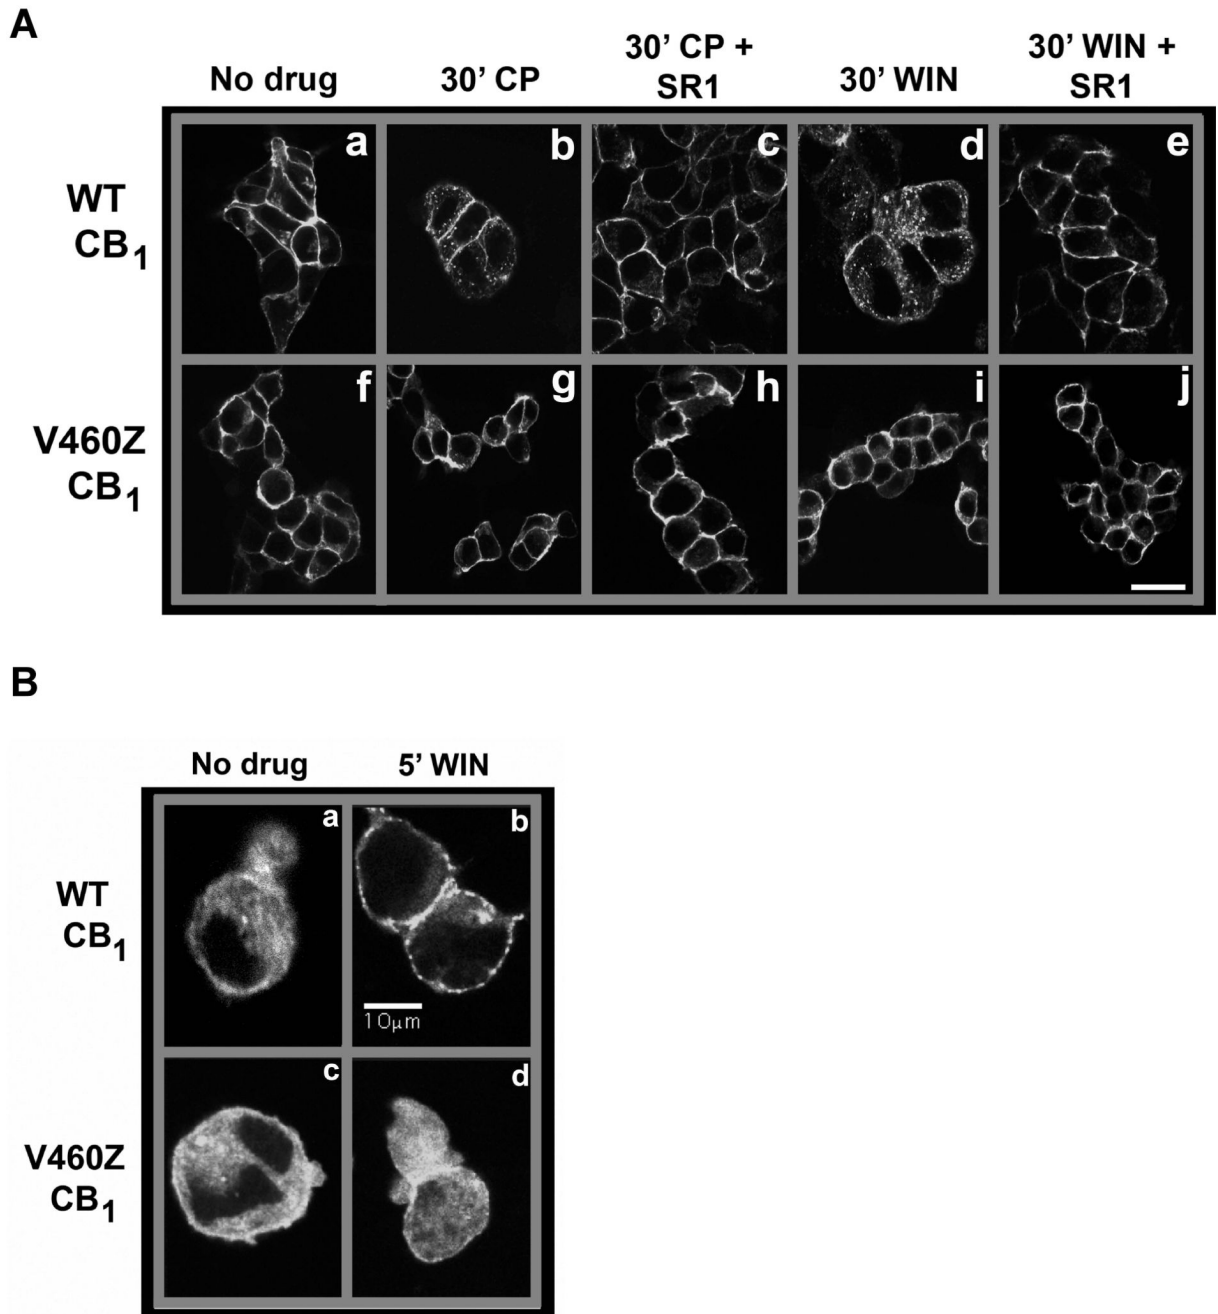 A
No drug
30’ CP
30’ CP +
SR1
30’ WIN
30’ WIN +
SR1
WT
CB1
a
b
c
d
e
V460Z
CB1
f
g
h
i
j
B
No drug
5’ WIN
WT
CB1
a
b
10µm
V460Z
CB1
c
d